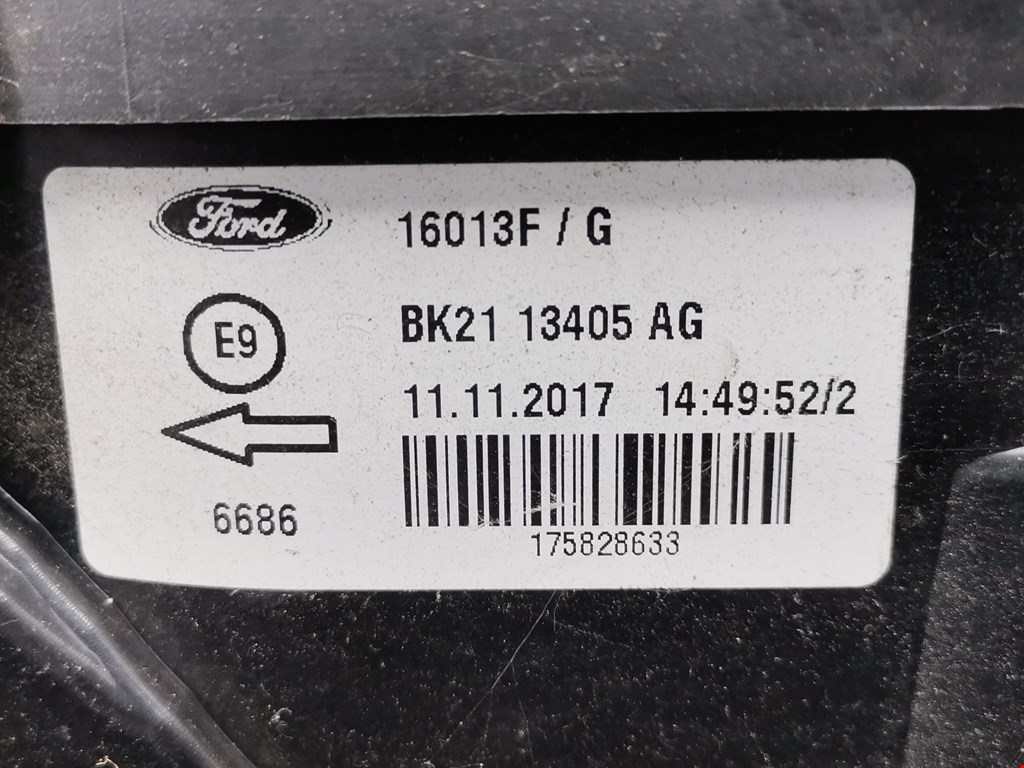 Ford
16013F / G
E9
BK21 13405 AG
11.11.2017 14:49:52/2
6686
175828633